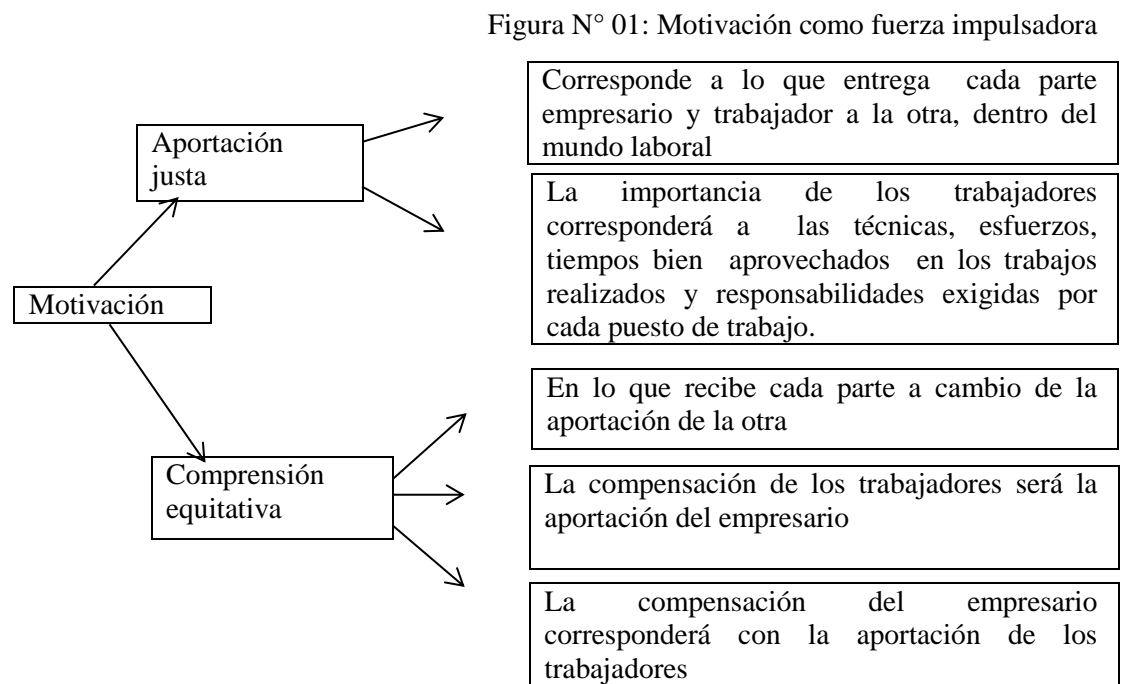 Figura N° 01: Motivación como fuerza impulsadora
Corresponde a lo que entrega cada parte
empresario y trabajador a la otra, dentro del
mundo laboral
Aportación
justa
La importancia de los trabajadores
corresponderá a las técnicas, esfuerzos,
tiempos bien aprovechados en los trabajos
realizados y responsabilidades exigidas por
cada puesto de trabajo.
Motivación
En lo que recibe cada parte a cambio de la
aportación de la otra
Comprensión
equitativa
La compensación de los trabajadores será la
aportación del empresario
La compensación del empresario
corresponderá con la aportación de los
trabajadores